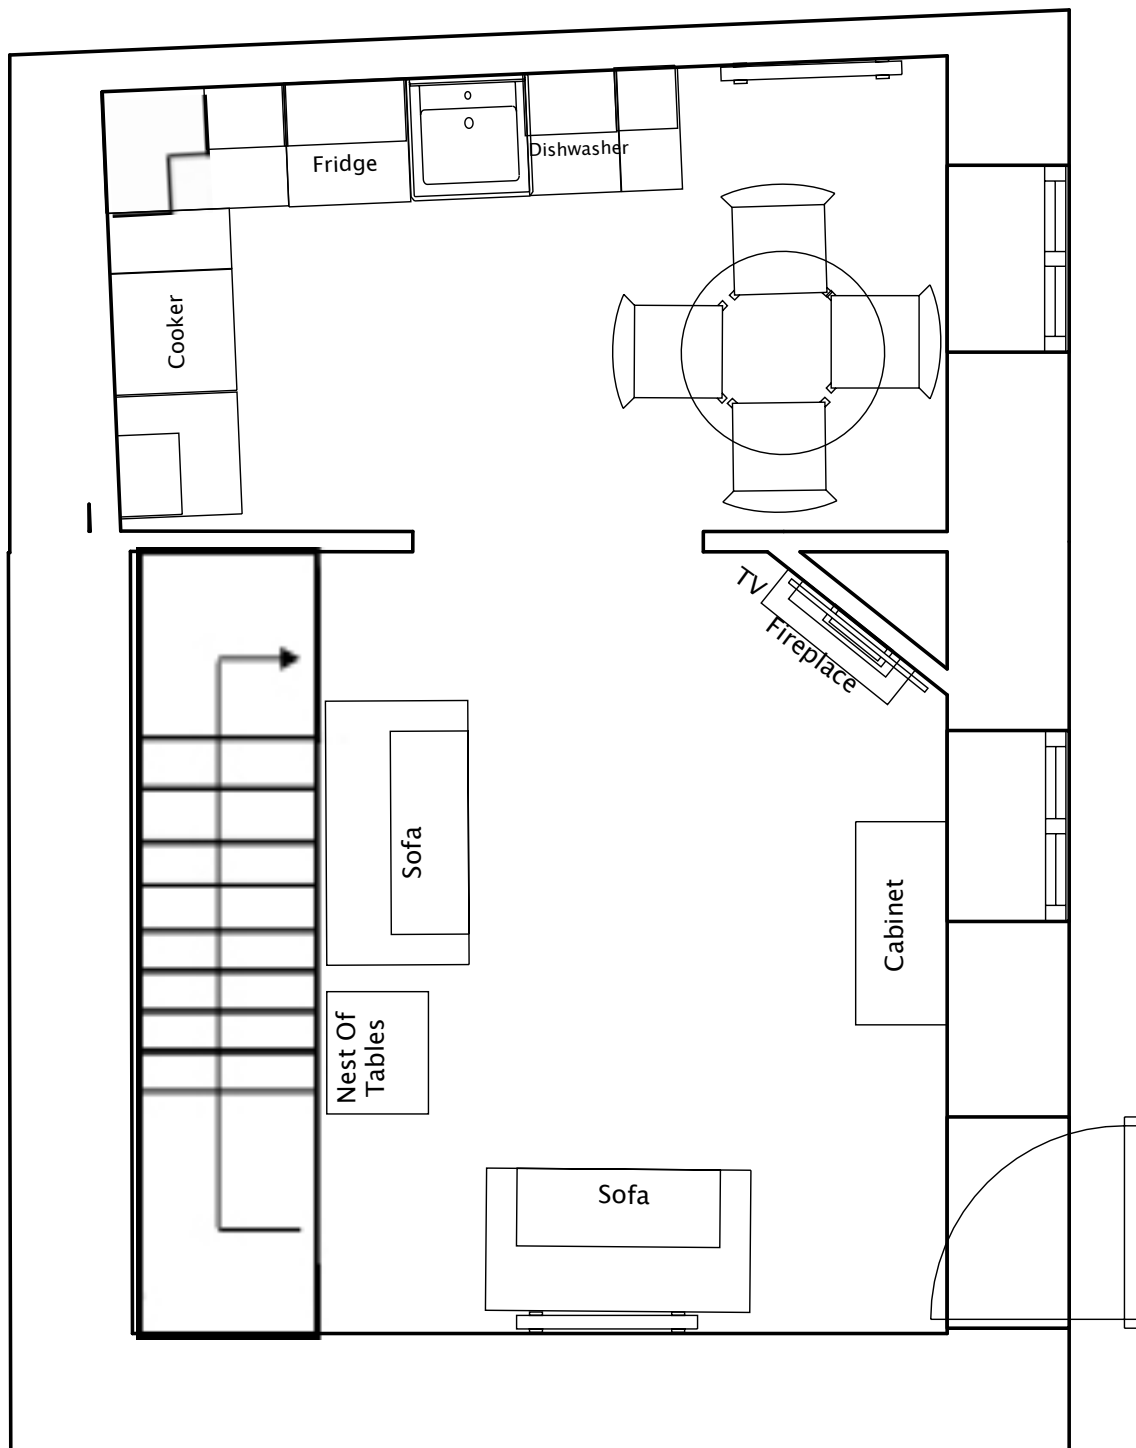 Fridge
Dishwasher
Cooker
TV
Fireplace
Sofa
Cabinet
Nest Of
Tables
Sofa